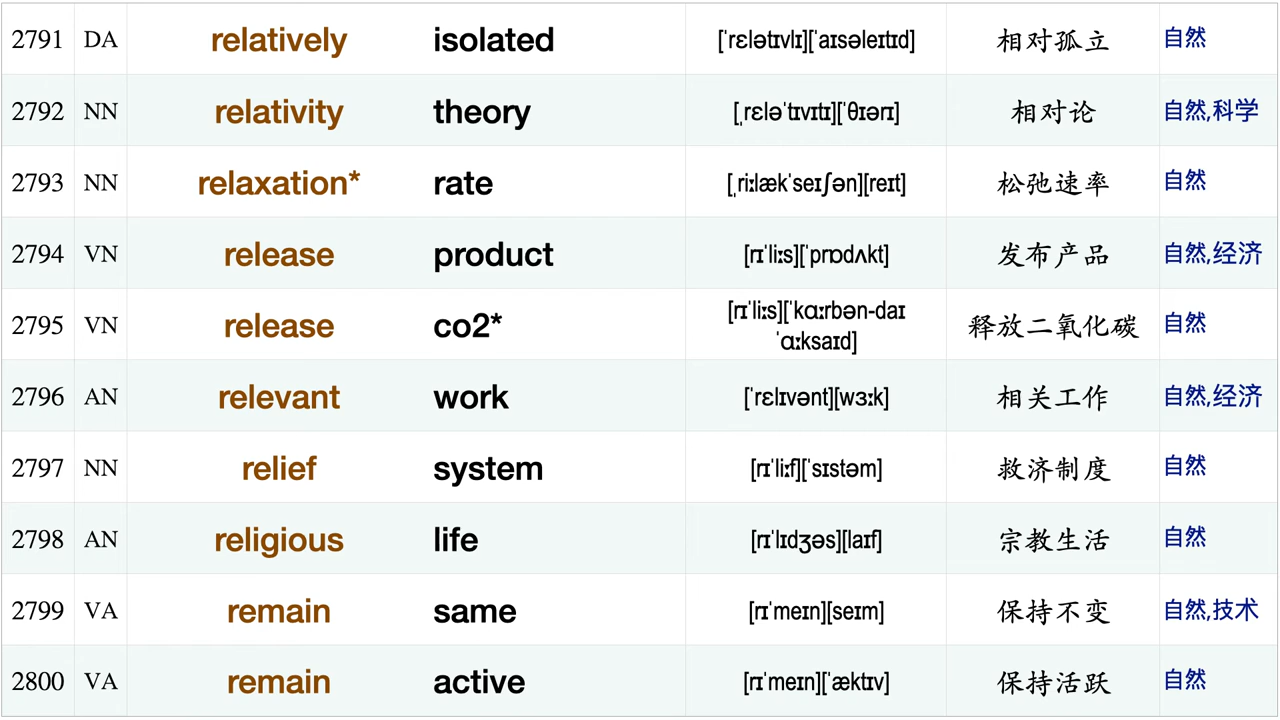 2791 DA relatively isolated [ˈrɛlətɪvlɪ][ˈaɪsəleɪtɪd] 相对孤立 自然
2792 NN relativity theory [ˌrɛləˈtɪvɪtɪ][ˈθɪərɪ] 相对论 自然,科学
2793 NN relaxation* rate [ˌriːlækˈseɪʃən][reɪt] 松弛速率 自然
2794 VN release product [rɪˈliːs][ˈprɒdʌkt] 发布产品 自然,经济
2795 VN release co2* [rɪˈliːs][ˈkɑːrbən-daɪ 释放二氧化碳 自然
ˈɑːksaɪd]
2796 AN relevant work [ˈrɛlɪvənt][wɜːk] 相关工作 自然,经济
2797 NN relief system [rɪˈliːf][ˈsɪstəm] 救济制度 自然
2798 AN religious life [rɪˈlɪdʒəs][laɪf] 宗教生活 自然
2799 VA remain same [rɪˈmeɪn][seɪm] 保持不变 自然,技术
2800 VA remain active [rɪˈmeɪn][ˈæktɪv] 保持活跃 自然